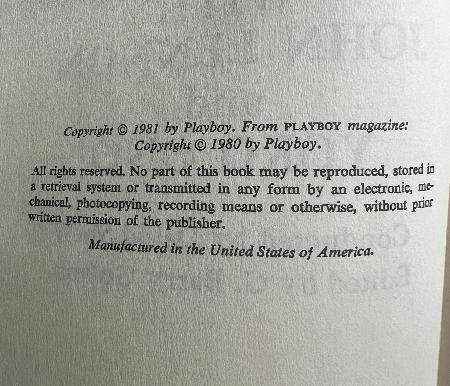 Copyright © 1981 by Playboy. From PLAYBOY magazine:
Copyright © 1980 by Playboy.
All rights reserved. No part of this book may be reproduced, stored in
a retrieval system or transmitted in any form by an electronic, me-
chanical, photocopying, recording means or otherwise, without prior
written permission of the publisher.
Manufactured in the United States of America.